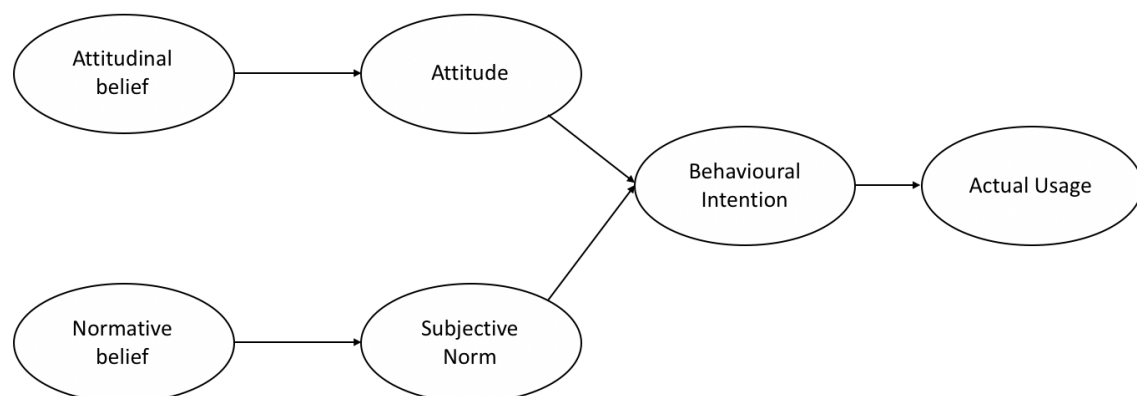 Attitudinal
belief
Attitude
Behavioural
Intention
Actual Usage
Normative
belief
Subjective
Norm